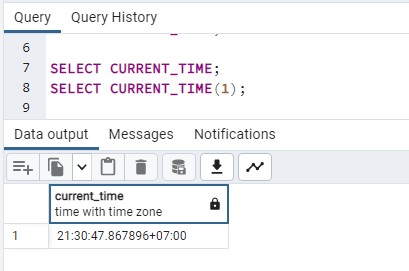 Query Query History
6
7 SELECT CURRENT_TIME;
8 SELECT CURRENT_TIME(1);
9
Data output Messages Notifications
current_time
time with time zone
1 21:30:47.867896+07:00